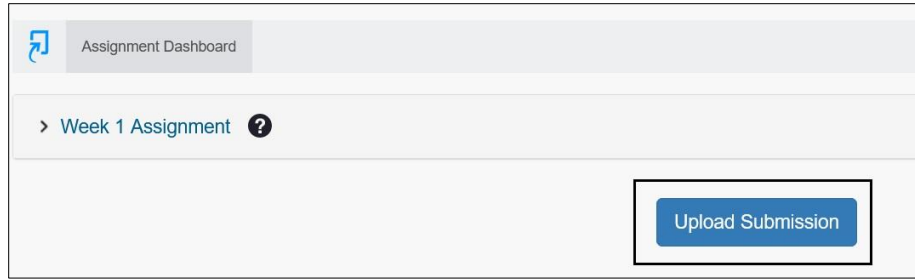 Assignment Dashboard
Week 1 Assignment ?
Upload Submission